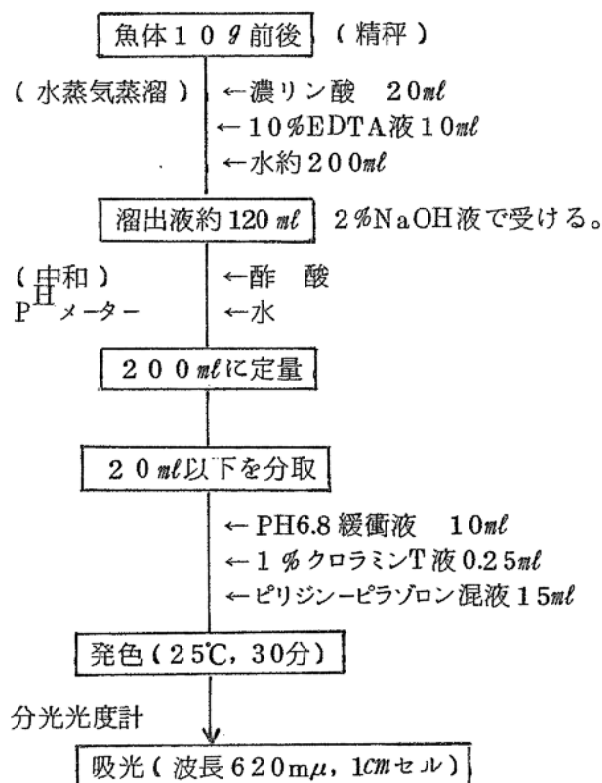 魚体10g前後 (精秤)
(水蒸気蒸溜) ←濃リン酸 20ml
←10%EDTA液10ml
←水約200ml
溜出液約120ml 2%NaOH液で受ける。
(中和) ←酢 酸
PHメーター ←水
200mlに定量
20ml以下を分取
←PH6.8緩衝液 10ml
←1%クロラミンT液0.25ml
←ピリジン-ピラゾロン混液15ml
発色(25℃,30分)
分光光度計
吸光(波長620mμ,1cmセル)